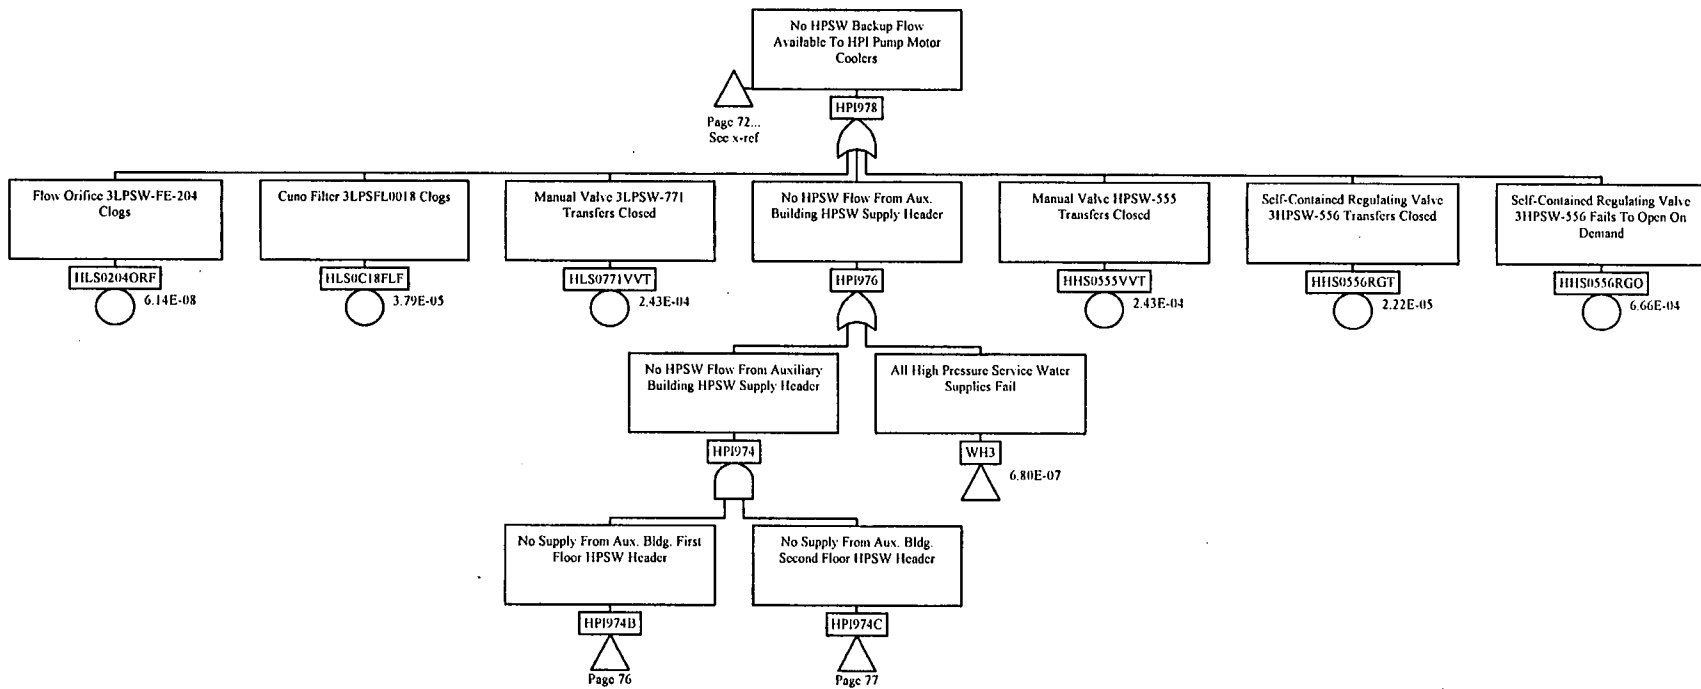 No HPSW Backup Flow
Available To HPI Pump Motor
Coolers
HPI978
Page 72...
See x-ref
Flow Orifice 3LPSW-FE-204
Clogs
HLS0204ORF
6.14E-08
Cuno Filter 3LPSFL0018 Clogs
HLS0C18FLF
3.79E-05
Manual Valve 3LPSW-771
Transfers Closed
HLS0771VVT
2.43E-04
No HPSW Flow From Aux.
Building HPSW Supply Header
HPI976
Manual Valve HPSW-555
Transfers Closed
HHS0555VVT
2.43E-04
Self-Contained Regulating Valve
3HPSW-556 Transfers Closed
HHS0556RGT
2.22E-05
Self-Contained Regulating Valve
3HPSW-556 Fails To Open On
Demand
HHS0556RGO
6.66E-04
No HPSW Flow From Auxiliary
Building HPSW Supply Header
HPI974
All High Pressure Service Water
Supplies Fail
WH3
6.80E-07
No Supply From Aux. Bldg. First
Floor HPSW Header
HPI974B
Page 76
No Supply From Aux. Bldg.
Second Floor HPSW Header
HPI974C
Page 77